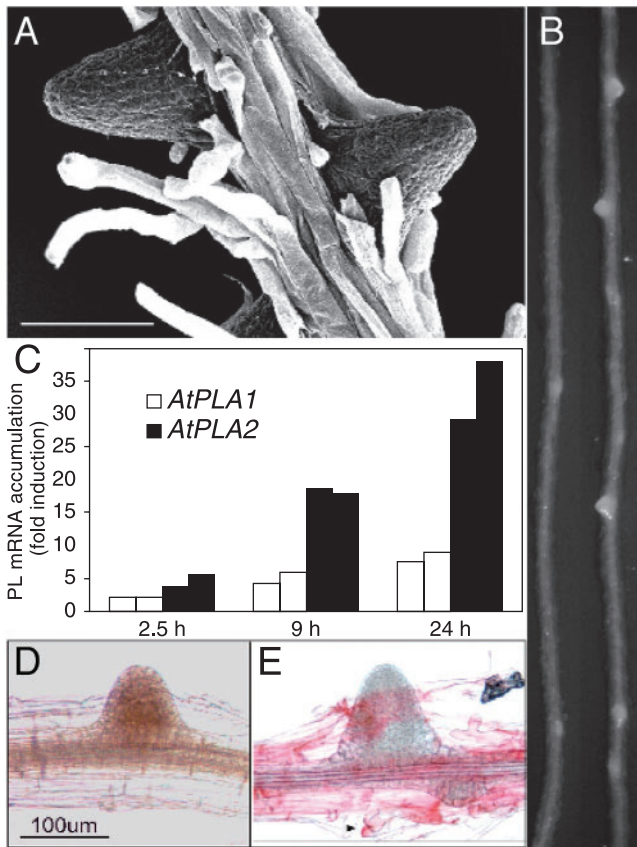 A
B
C
PL mRNA accumulation
(fold induction)
35
30
25
20
15
10
5
0
AtPLA1
AtPLA2
2.5 h
9 h
24 h
D
E
100um